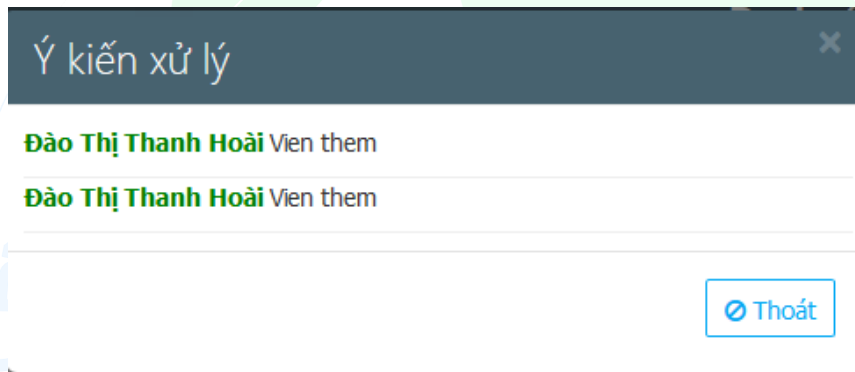 Ý kiến xử lý
Đào Thị Thanh Hoài Vien them
Đào Thị Thanh Hoài Vien them
Thoát